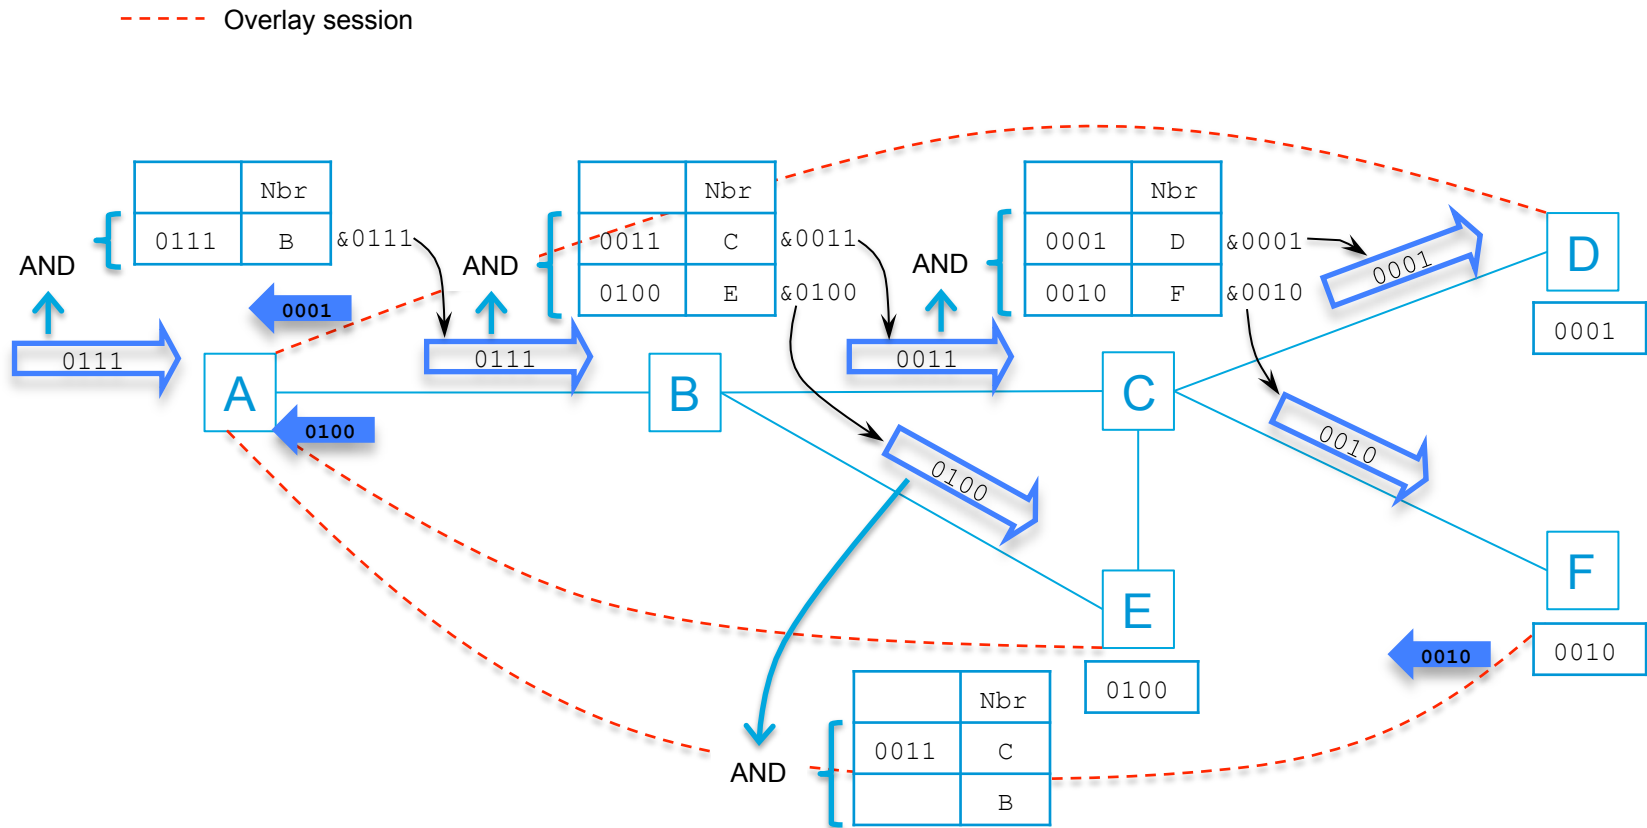 Overlay session
Nbr
0111 B &0111
AND
0001
0111
A
0100
Nbr
0011 C &0011
0100 E &0100
AND
0111
B
0100
Nbr
0001 D &0001
0010 F &0010
AND
0011
C
0001
0010
D
0001
E
0100
F
0010
0010
AND
Nbr
0011 C
B